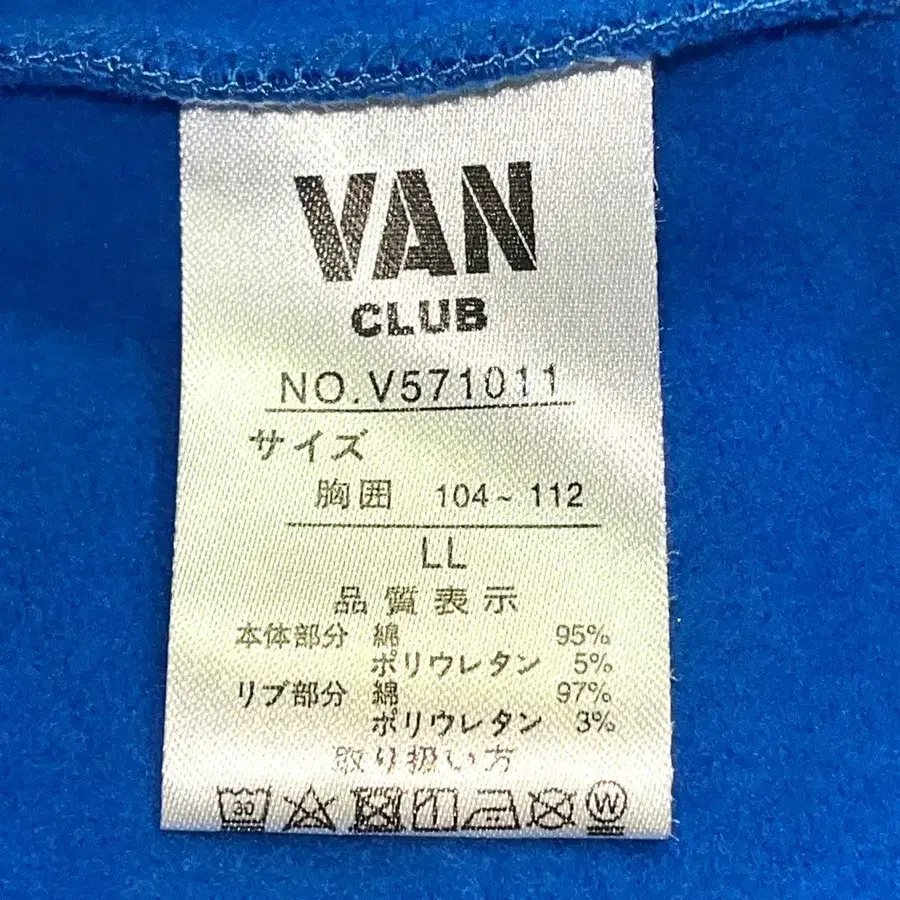 VAN
CLUB
NO.V571011
サイズ
胸囲 104~112
LL
品質表示
本体部分 綿 95%
ポリウレタン 5%
リブ部分 綿 97%
ポリウレタン 3%
取り扱い方
30 W